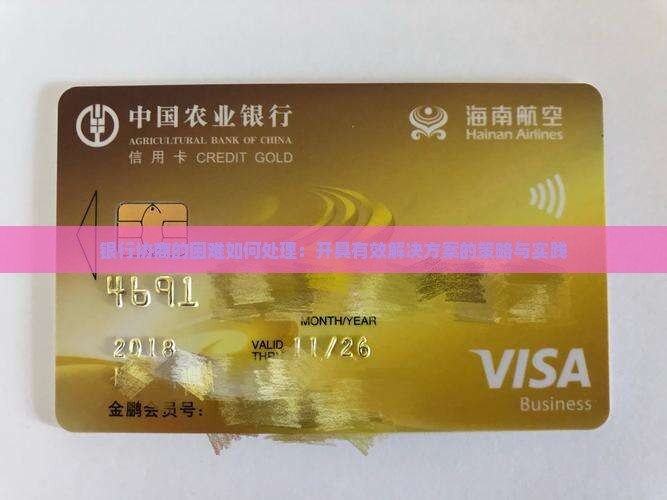 中国农业银行
AGRICULTURAL BANK OF CHINA
信用卡 CREDIT GOLD
海南航空
Hainan Airlines
银行协商的困难如何处理：开具有效解决方案的策略与实践
4691
MONTH/YEAR
2018
VALID THRU 11/26
金鹏会员号：
VISA
Business